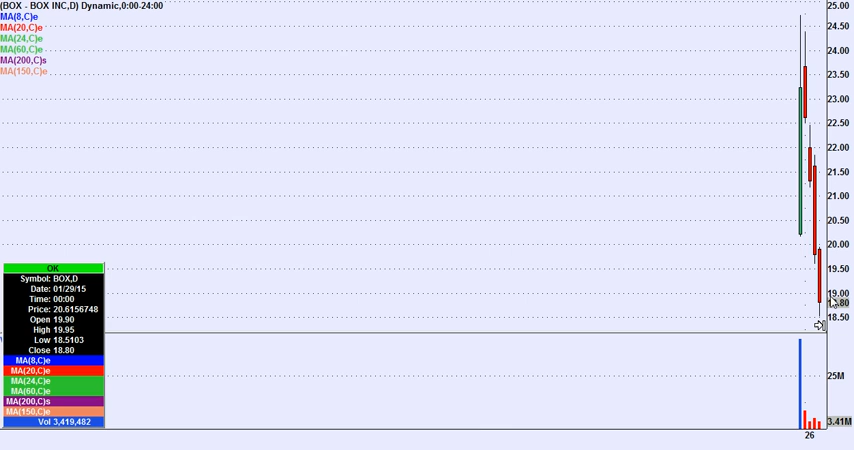 (BOX - BOX INC,D) Dynamic,0:00-24:00
MA(8,C)e
MA(20,C)e
MA(24,C)e
MA(60,C)e
MA(200,C)s
MA(150,C)e
25.00
24.50
24.00
23.50
23.00
22.50
22.00
21.50
21.00
20.50
20.00
19.50
19.00
18.50
OK
Symbol: BOX,D
Date: 01/29/15
Time: 00:00
Price: 20.6156748
Open 19.90
High 19.95
Low 18.5103
Close 18.80
MA(8,C)e
MA(20,C)e
MA(24,C)e
MA(60,C)e
MA(200,C)s
MA(150,C)e
Vol 3,419,482
25M
3.41M
26